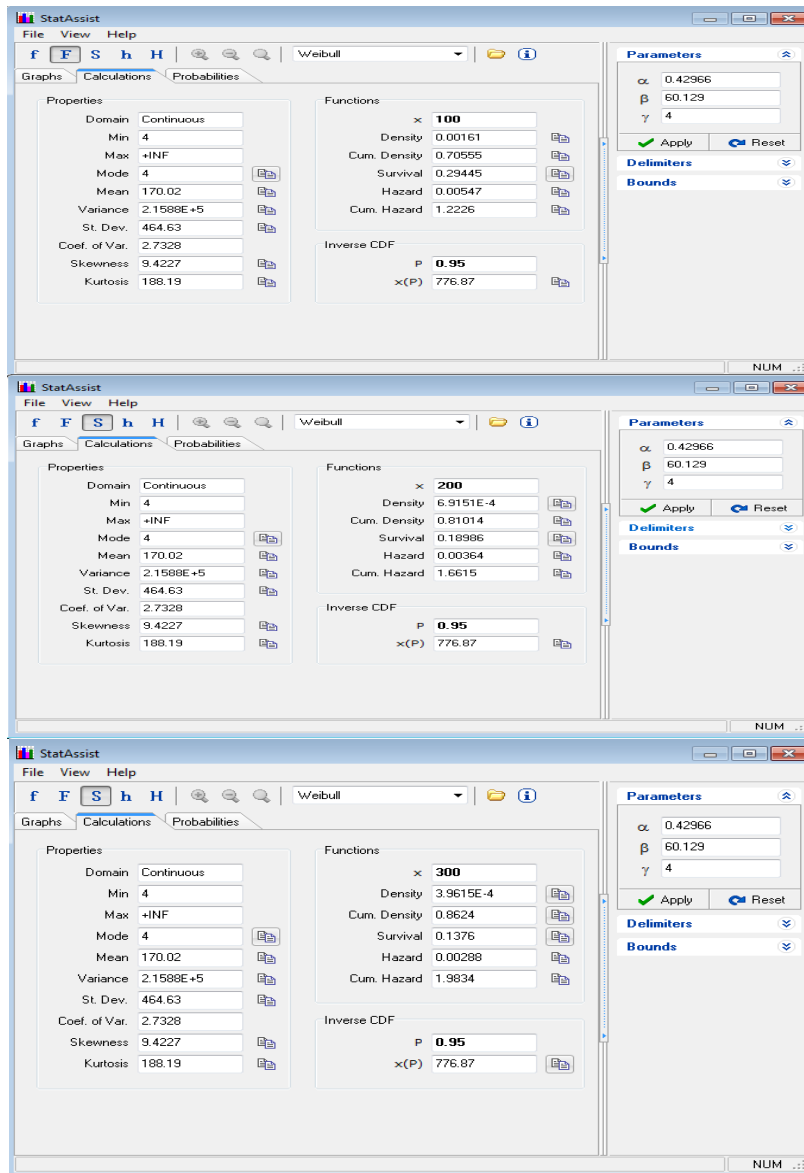 StatAssist
File View Help
f F S h H Weibull
Graphs Calculations Probabilities
Properties
Domain Continuous
Min 4
Max +INF
Mode 4
Mean 170.02
Variance 2.1588E+5
St. Dev. 464.63
Coef. of Var. 2.7328
Skewness 9.4227
Kurtosis 188.19
Functions
x 100
Density 0.00161
Cum. Density 0.70555
Survival 0.29445
Hazard 0.00547
Cum. Hazard 1.2226
Inverse CDF
P 0.95
x(P) 776.87
Parameters
α 0.42966
β 60.129
γ 4
Apply Reset
Delimiters
Bounds
NUM
StatAssist
File View Help
f F S h H Weibull
Graphs Calculations Probabilities
Properties
Domain Continuous
Min 4
Max +INF
Mode 4
Mean 170.02
Variance 2.1588E+5
St. Dev. 464.63
Coef. of Var. 2.7328
Skewness 9.4227
Kurtosis 188.19
Functions
x 200
Density 6.9151E-4
Cum. Density 0.81014
Survival 0.18986
Hazard 0.00364
Cum. Hazard 1.6615
Inverse CDF
P 0.95
x(P) 776.87
Parameters
α 0.42966
β 60.129
γ 4
Apply Reset
Delimiters
Bounds
NUM
StatAssist
File View Help
f F S h H Weibull
Graphs Calculations Probabilities
Properties
Domain Continuous
Min 4
Max +INF
Mode 4
Mean 170.02
Variance 2.1588E+5
St. Dev. 464.63
Coef. of Var. 2.7328
Skewness 9.4227
Kurtosis 188.19
Functions
x 300
Density 3.9615E-4
Cum. Density 0.8624
Survival 0.1376
Hazard 0.00288
Cum. Hazard 1.9834
Inverse CDF
P 0.95
x(P) 776.87
Parameters
α 0.42966
β 60.129
γ 4
Apply Reset
Delimiters
Bounds
NUM